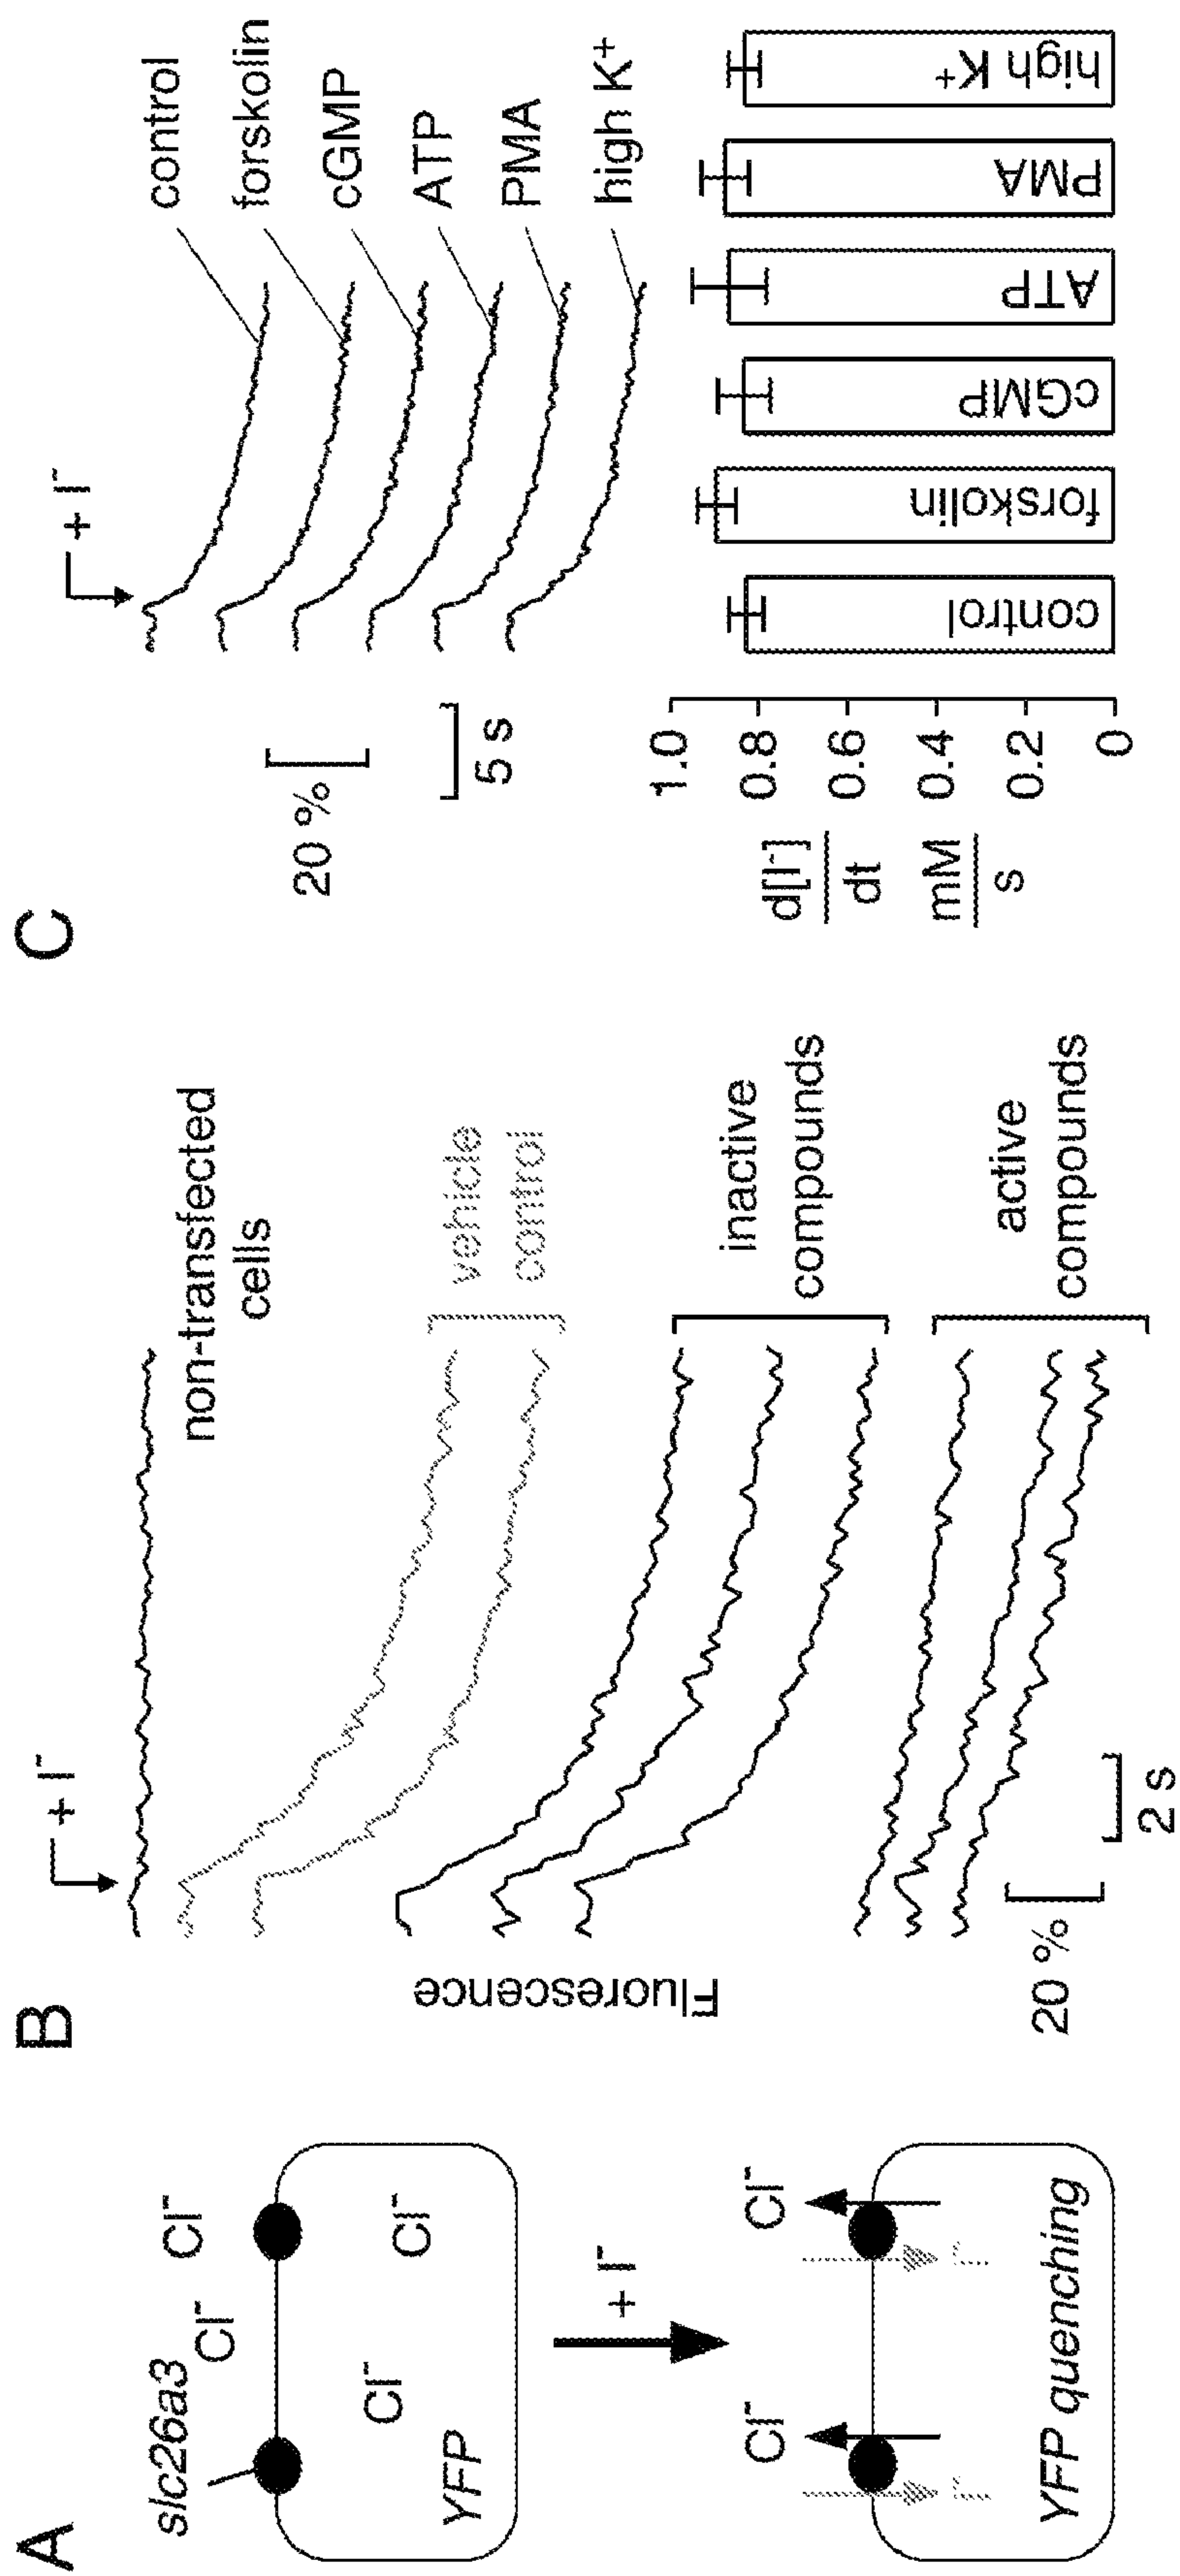 A
slc26a3
Cl⁻
Cl⁻
Cl⁻
Cl⁻
YFP
+ I⁻
Cl⁻
Cl⁻
I⁻
I⁻
YFP quenching
B
+ I⁻
Fluorescence
non-transfected
cells
vehicle
control
inactive
compounds
active
compounds
20 %
2 s
C
+ I⁻
control
forskolin
cGMP
ATP
PMA
high K⁺
20 %
5 s
d[I⁻]
dt
mM
s
1.0
0.8
0.6
0.4
0.2
0
control
forskolin
cGMP
ATP
PMA
high K⁺